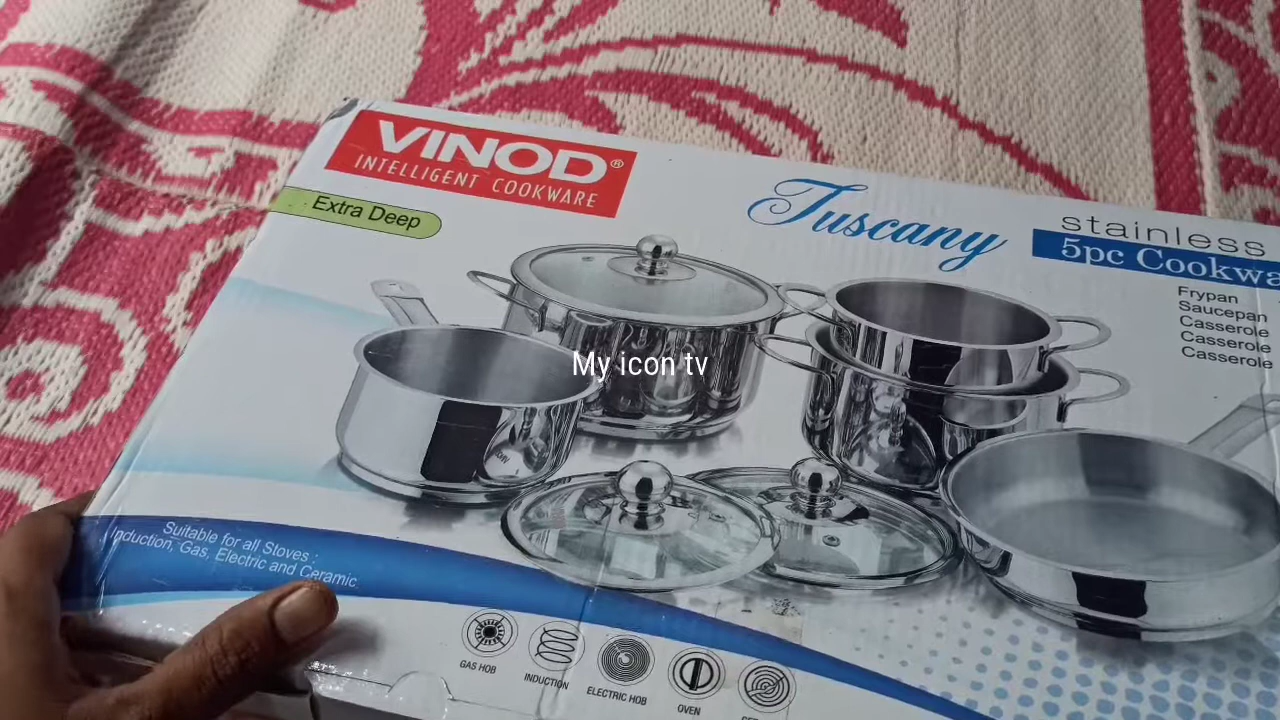 VINOD®
INTELLIGENT COOKWARE
Extra Deep
Tuscany
stainless
5pc
Frypan
Saucepan
Casserole
Casserole
Casserole
My icon tv
Suitable for all Stoves :
Induction, Gas, Electric and Ceramic
GAS HOB
INDUCTION
ELECTRIC HOB
OVEN